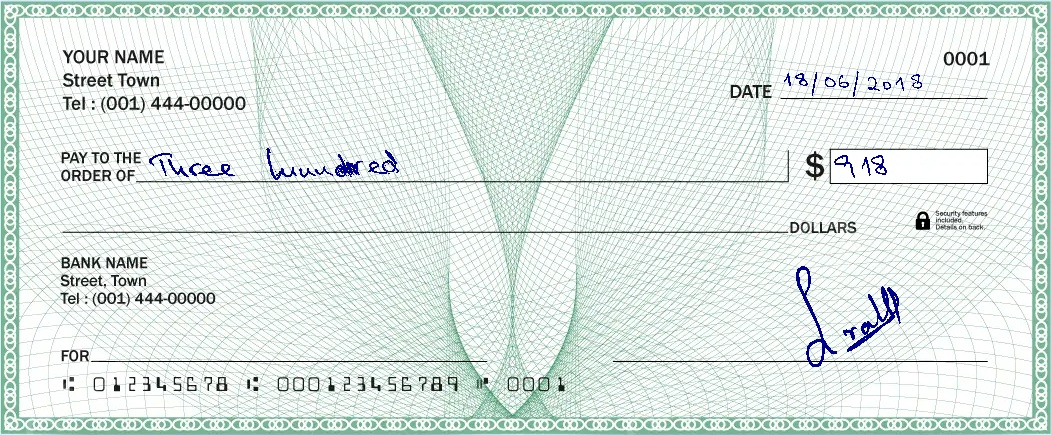 YOUR NAME
0001
Street Town
DATE 18/06/2018
Tel : (001) 444-00000
PAY TO THE
ORDER OF Three hundred
$ 918
DOLLARS
Security features
included.
Details on back.
BANK NAME
Street, Town
Tel : (001) 444-00000
FOR
⑆ 012345678 ⑆ 000123456789 ⑈ 0001